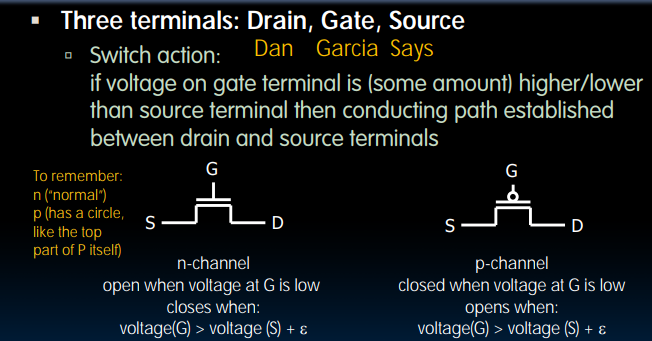 ▪ Three terminals: Drain, Gate, Source
▫ Switch action: Dan Garcia Says
if voltage on gate terminal is (some amount) higher/lower
than source terminal then conducting path established
between drain and source terminals
To remember:
n ("normal")
p (has a circle,
like the top
part of P itself)
G
S
D
n-channel
open when voltage at G is low
closes when:
voltage(G) > voltage (S) + ε
G
S
D
p-channel
closed when voltage at G is low
opens when:
voltage(G) > voltage (S) + ε